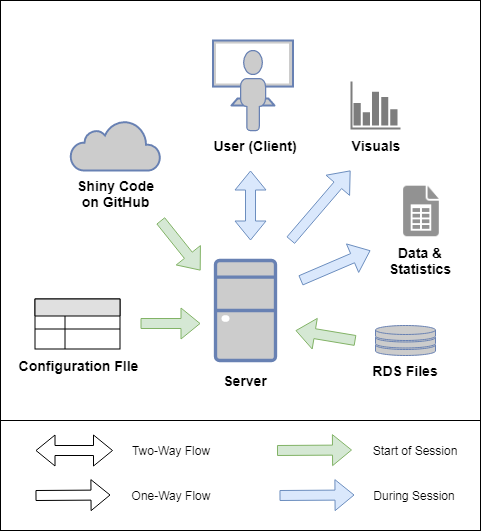 User (Client)
Visuals
Shiny Code
on GitHub
Data &
Statistics
Configuration FIle
Server
RDS Files
Two-Way Flow
Start of Session
One-Way Flow
During Session